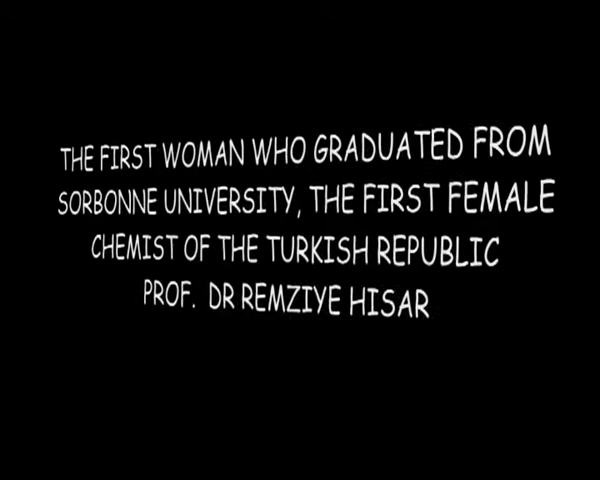 THE FIRST WOMAN WHO GRADUATED FROM
SORBONNE UNIVERSITY, THE FIRST FEMALE
CHEMIST OF THE TURKISH REPUBLIC
PROF. DR REMZIYE HISAR